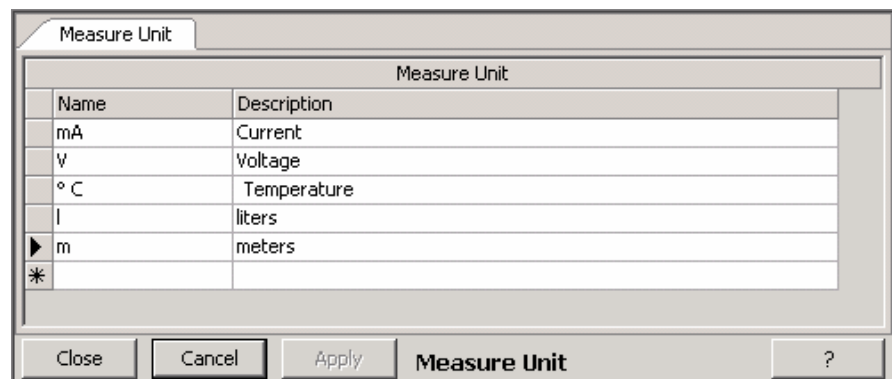 Measure Unit
Measure Unit
Name Description
mA Current
V Voltage
° C Temperature
l liters
m meters
Close Cancel Apply Measure Unit ?